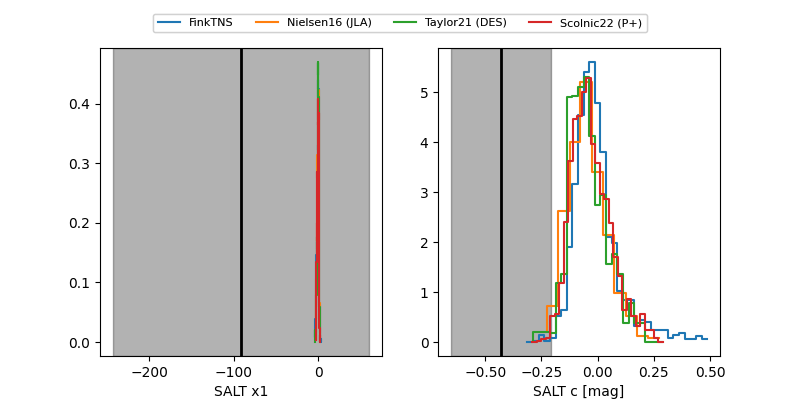 FinkTNS Nielsen16 (JLA) Taylor21 (DES) Scolnic22 (P+)
0.4
0.3
0.2
0.1
0.0
−200 −100 0
SALT x1
5
4
3
2
1
0
−0.50 −0.25 0.00 0.25 0.50
SALT c [mag]